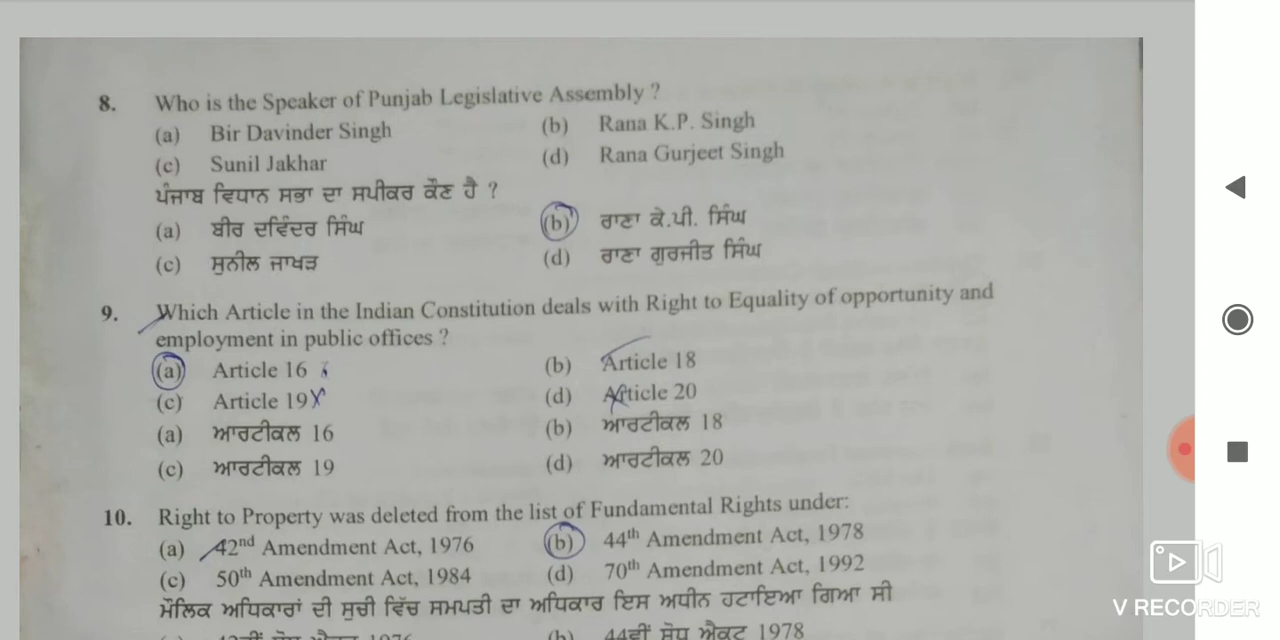 8. Who is the Speaker of Punjab Legislative Assembly ?
(a) Bir Davinder Singh (b) Rana K.P. Singh
(c) Sunil Jakhar (d) Rana Gurjeet Singh
ਪੰਜਾਬ ਵਿਧਾਨ ਸਭਾ ਦਾ ਸਪੀਕਰ ਕੌਣ ਹੈ ?
(a) ਬੀਰ ਦਵਿੰਦਰ ਸਿੰਘ (b) ਰਾਣਾ ਕੇ.ਪੀ. ਸਿੰਘ
(c) ਸੁਨੀਲ ਜਾਖੜ (d) ਰਾਣਾ ਗੁਰਜੀਤ ਸਿੰਘ
9. Which Article in the Indian Constitution deals with Right to Equality of opportunity and
employment in public offices ?
(a) Article 16 (b) Article 18
(c) Article 19 (d) Article 20
(a) ਆਰਟੀਕਲ 16 (b) ਆਰਟੀਕਲ 18
(c) ਆਰਟੀਕਲ 19 (d) ਆਰਟੀਕਲ 20
10. Right to Property was deleted from the list of Fundamental Rights under:
(a) 42nd Amendment Act, 1976 (b) 44th Amendment Act, 1978
(c) 50th Amendment Act, 1984 (d) 70th Amendment Act, 1992
ਮੌਲਿਕ ਅਧਿਕਾਰਾਂ ਦੀ ਸੂਚੀ ਵਿੱਚ ਸਮਪਤੀ ਦਾ ਅਧਿਕਾਰ ਇਸ ਅਧੀਨ ਹਟਾਇਆ ਗਿਆ ਸੀ
(b) 44ਵੀਂ ਸੋਧ ਐਕਟ 1978
V RECORDER